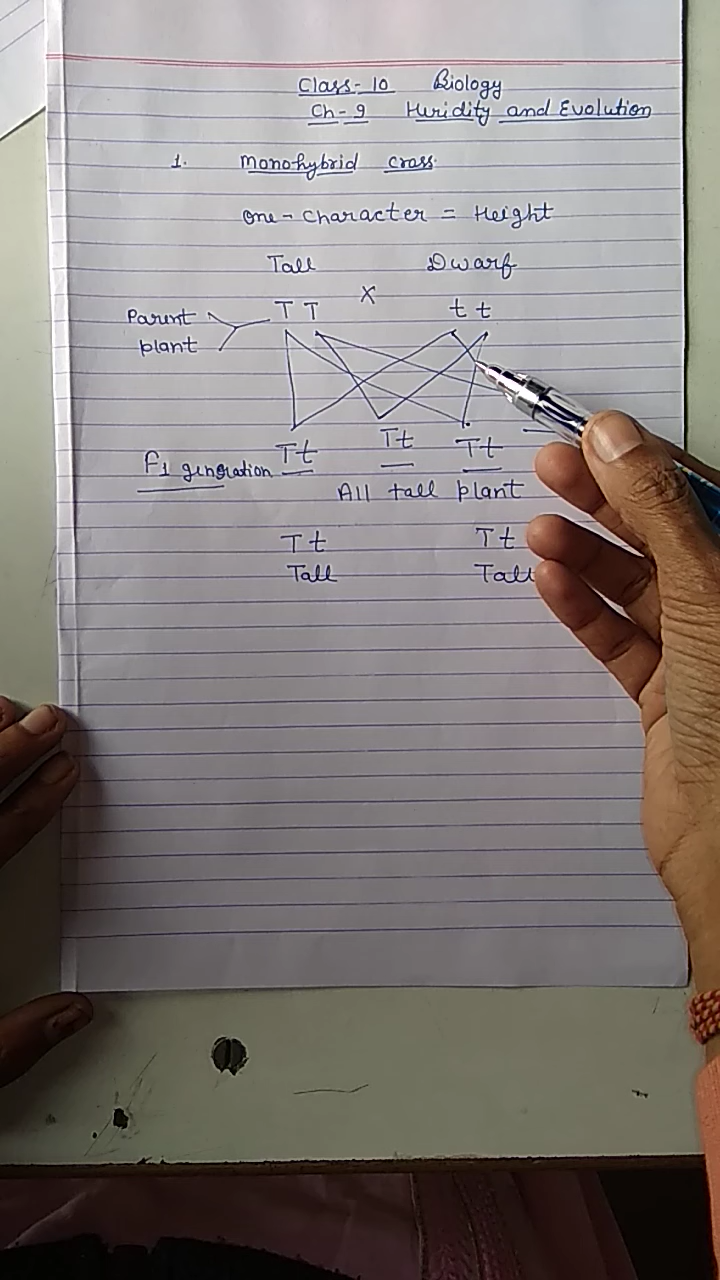 Class-10 Biology
Ch-9 Huridity and Evolution
1. Monohybrid cross
One-Character = Height
Tall Dwarf
Parent plant TT X tt
F1 generation Tt Tt Tt
All tall plant
Tt Tt
Tall Tall